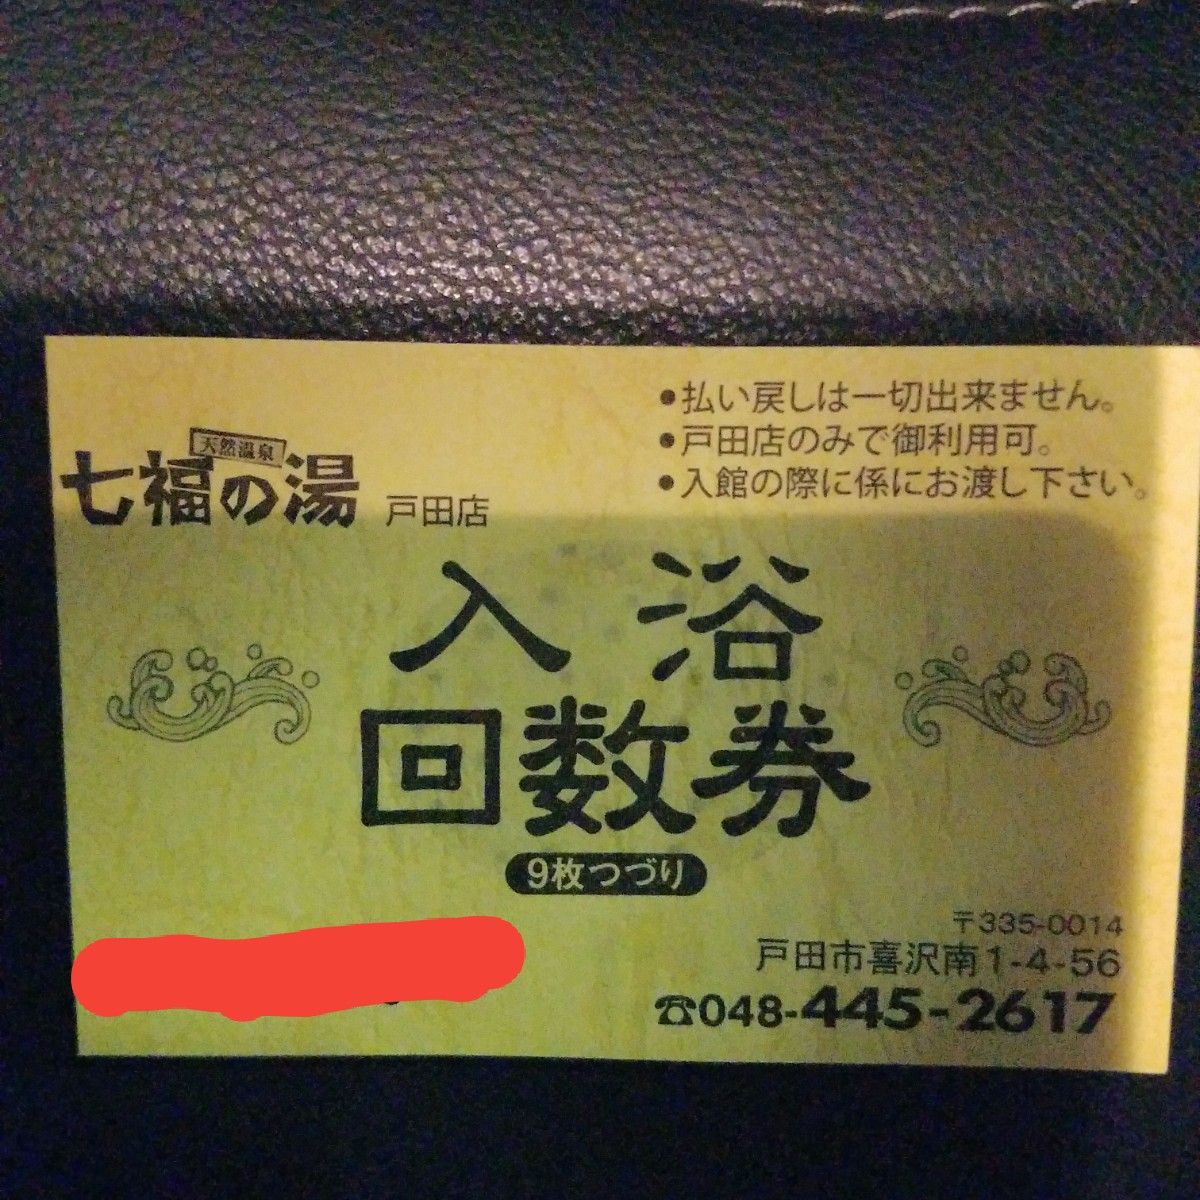 天然温泉
七福の湯 戸田店
•払い戻しは一切出来ません。
•戸田店のみで御利用可。
•入館の際に係にお渡し下さい。
入浴
回数券
9枚つづり
〒335-0014
戸田市喜沢南1-4-56
☎048-445-2617